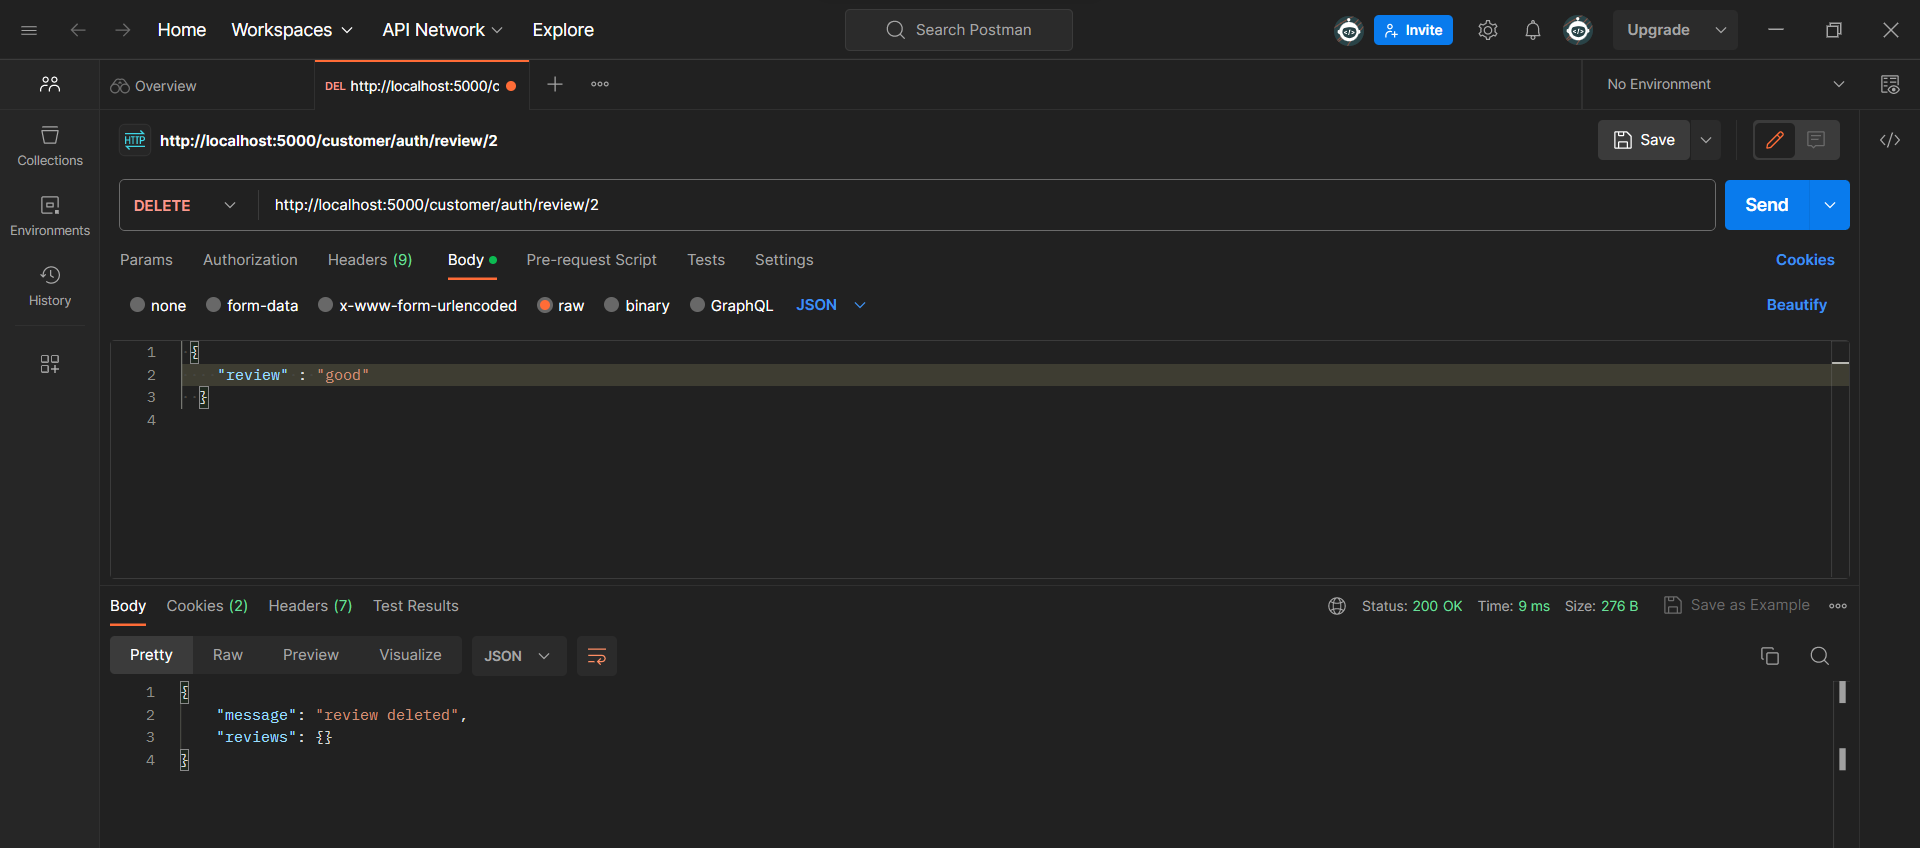 Home Workspaces API Network Explore Search Postman Invite Upgrade
Overview DEL http://localhost:5000/c No Environment
HTTP http://localhost:5000/customer/auth/review/2 Save
Collections
DELETE http://localhost:5000/customer/auth/review/2 Send
Environments
Params Authorization Headers (9) Body Pre-request Script Tests Settings Cookies
History
none form-data x-www-form-urlencoded raw binary GraphQL JSON Beautify
1 {
2 "review" : "good"
3 }
4
Body Cookies (2) Headers (7) Test Results Status: 200 OK Time: 9 ms Size: 276 B Save as Example
Pretty Raw Preview Visualize JSON
1 {
2 "message": "review deleted",
3 "reviews": {}
4 }